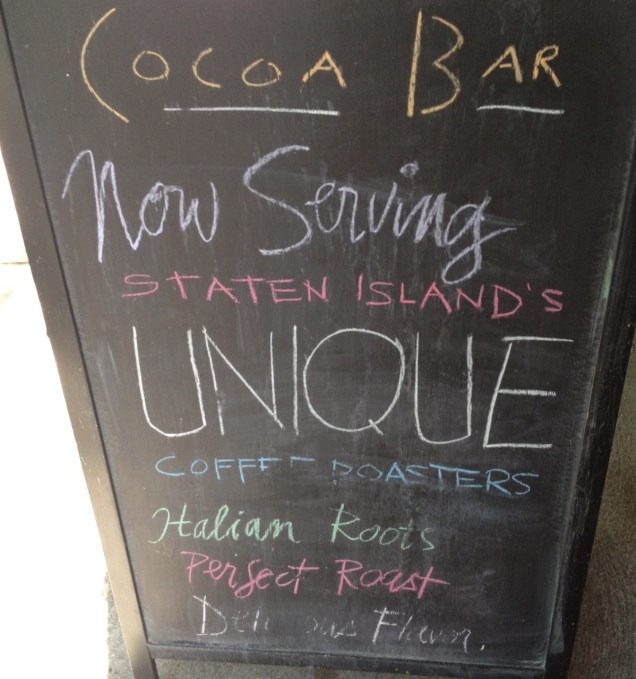 COCOA BAR
Now Serving
STATEN ISLAND'S
UNIQUE
COFFEE ROASTERS
Italian Roots
Perfect Roast
Delicious Flavor.